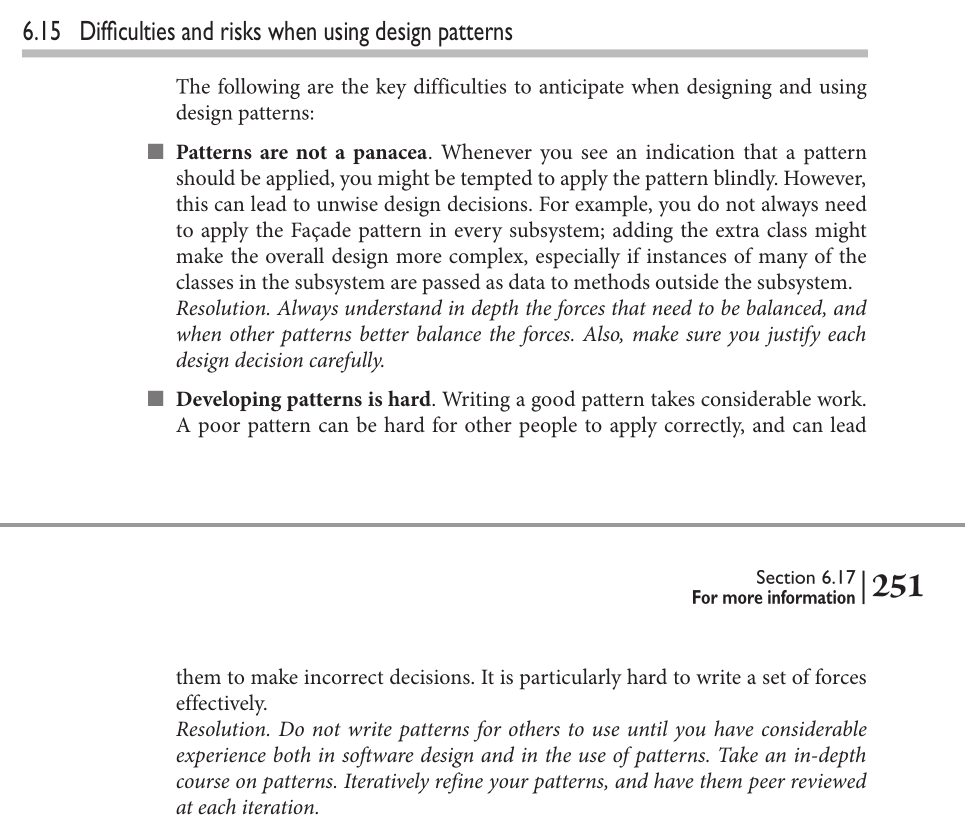 6.15 Difficulties and risks when using design patterns
The following are the key difficulties to anticipate when designing and using
design patterns:
■ Patterns are not a panacea. Whenever you see an indication that a pattern
should be applied, you might be tempted to apply the pattern blindly. However,
this can lead to unwise design decisions. For example, you do not always need
to apply the Façade pattern in every subsystem; adding the extra class might
make the overall design more complex, especially if instances of many of the
classes in the subsystem are passed as data to methods outside the subsystem.
Resolution. Always understand in depth the forces that need to be balanced, and
when other patterns better balance the forces. Also, make sure you justify each
design decision carefully.
■ Developing patterns is hard. Writing a good pattern takes considerable work.
A poor pattern can be hard for other people to apply correctly, and can lead
Section 6.17
For more information 251
them to make incorrect decisions. It is particularly hard to write a set of forces
effectively.
Resolution. Do not write patterns for others to use until you have considerable
experience both in software design and in the use of patterns. Take an in-depth
course on patterns. Iteratively refine your patterns, and have them peer reviewed
at each iteration.